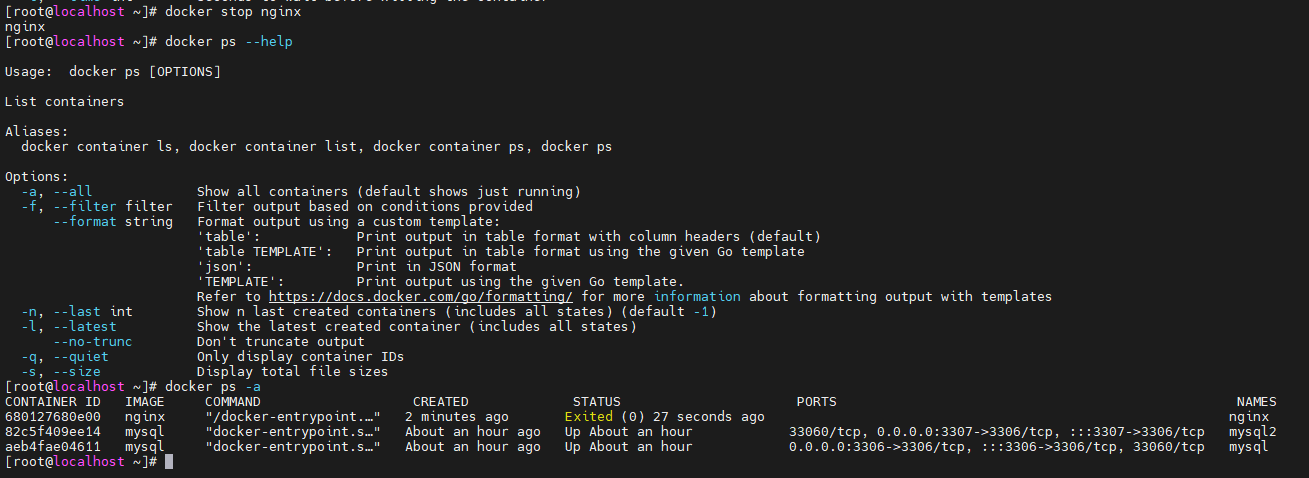 [root@localhost ~]# docker stop nginx
nginx
[root@localhost ~]# docker ps --help

Usage:  docker ps [OPTIONS]

List containers

Aliases:
  docker container ls, docker container list, docker container ps, docker ps

Options:
  -a, --all             Show all containers (default shows just running)
  -f, --filter filter   Filter output based on conditions provided
      --format string   Format output using a custom template:
                        'table':            Print output in table format with column headers (default)
                        'table TEMPLATE':   Print output in table format using the given Go template
                        'json':             Print in JSON format
                        'TEMPLATE':         Print output using the given Go template.
                        Refer to https://docs.docker.com/go/formatting/ for more information about formatting output with templates
  -n, --last int        Show n last created containers (includes all states) (default -1)
  -l, --latest          Show the latest created container (includes all states)
      --no-trunc        Don't truncate output
  -q, --quiet           Only display container IDs
  -s, --size            Display total file sizes
[root@localhost ~]# docker ps -a
CONTAINER ID   IMAGE     COMMAND                   CREATED             STATUS                      PORTS                                                  NAMES
680127680e00   nginx     "/docker-entrypoint.…"   2 minutes ago       Exited (0) 27 seconds ago                                                          nginx
82c5f409ee14   mysql     "docker-entrypoint.s…"   About an hour ago   Up About an hour            33060/tcp, 0.0.0.0:3307->3306/tcp, :::3307->3306/tcp   mysql2
aeb4fae04611   mysql     "docker-entrypoint.s…"   About an hour ago   Up About an hour            0.0.0.0:3306->3306/tcp, :::3306->3306/tcp, 33060/tcp   mysql
[root@localhost ~]#